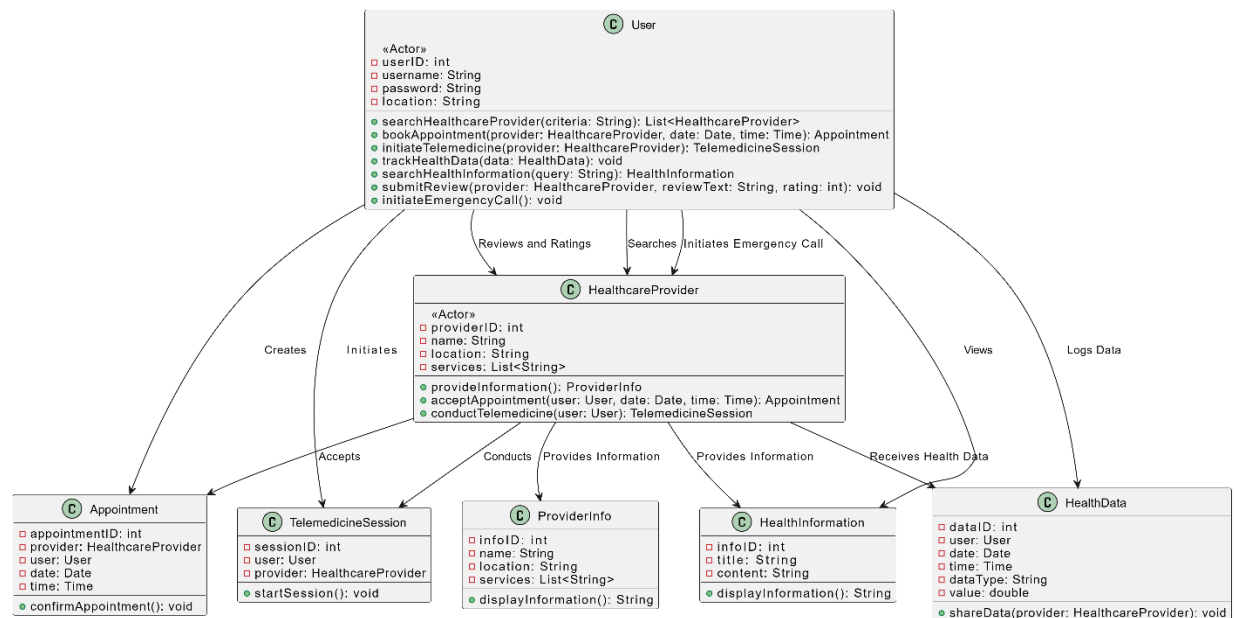 C User
«Actor»
userID: int
username: String
password: String
location: String
searchHealthcareProvider(criteria: String): List<HealthcareProvider>
bookAppointment(provider: HealthcareProvider, date: Date, time: Time): Appointment
initiateTelemedicine(provider: HealthcareProvider): TelemedicineSession
trackHealthData(data: HealthData): void
searchHealthInformation(query: String): HealthInformation
submitReview(provider: HealthcareProvider, reviewText: String, rating: int): void
initiateEmergencyCall(): void
Reviews and Ratings
Searches
Initiates Emergency Call
C HealthcareProvider
«Actor»
providerID: int
name: String
location: String
services: List<String>
provideInformation(): ProviderInfo
acceptAppointment(user: User, date: Date, time: Time): Appointment
conductTelemedicine(user: User): TelemedicineSession
Creates
Initiates
Views
Logs Data
Accepts
Conducts
Provides Information
Provides Information
Receives Health Data
C Appointment
appointmentID: int
provider: HealthcareProvider
user: User
date: Date
time: Time
confirmAppointment(): void
C TelemedicineSession
sessionID: int
user: User
provider: HealthcareProvider
startSession(): void
C ProviderInfo
infoID: int
name: String
location: String
services: List<String>
displayInformation(): String
C HealthInformation
infoID: int
title: String
content: String
displayInformation(): String
C HealthData
dataID: int
user: User
date: Date
time: Time
dataType: String
value: double
shareData(provider: HealthcareProvider): void